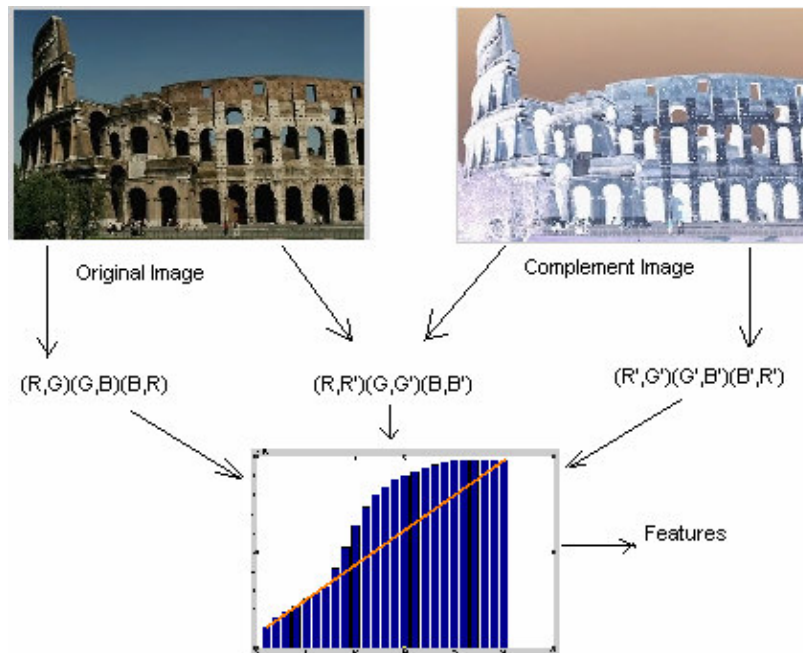 Original Image
Complement Image
(R,G)(G,B)(B,R)
(R,R')(G,G')(B,B')
(R',G')(G',B')(B',R')
Features